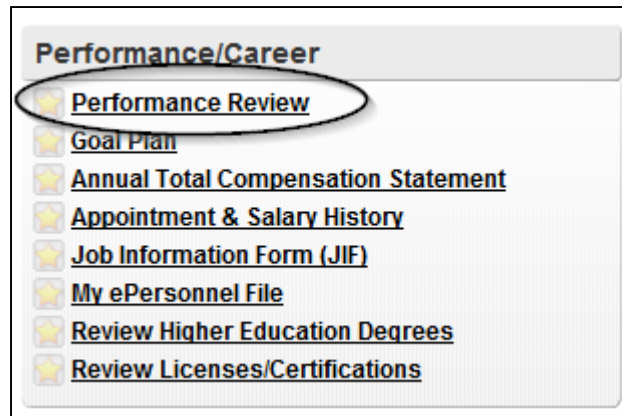 Performance/Career
Performance Review
Goal Plan
Annual Total Compensation Statement
Appointment & Salary History
Job Information Form (JIF)
My ePersonnel File
Review Higher Education Degrees
Review Licenses/Certifications